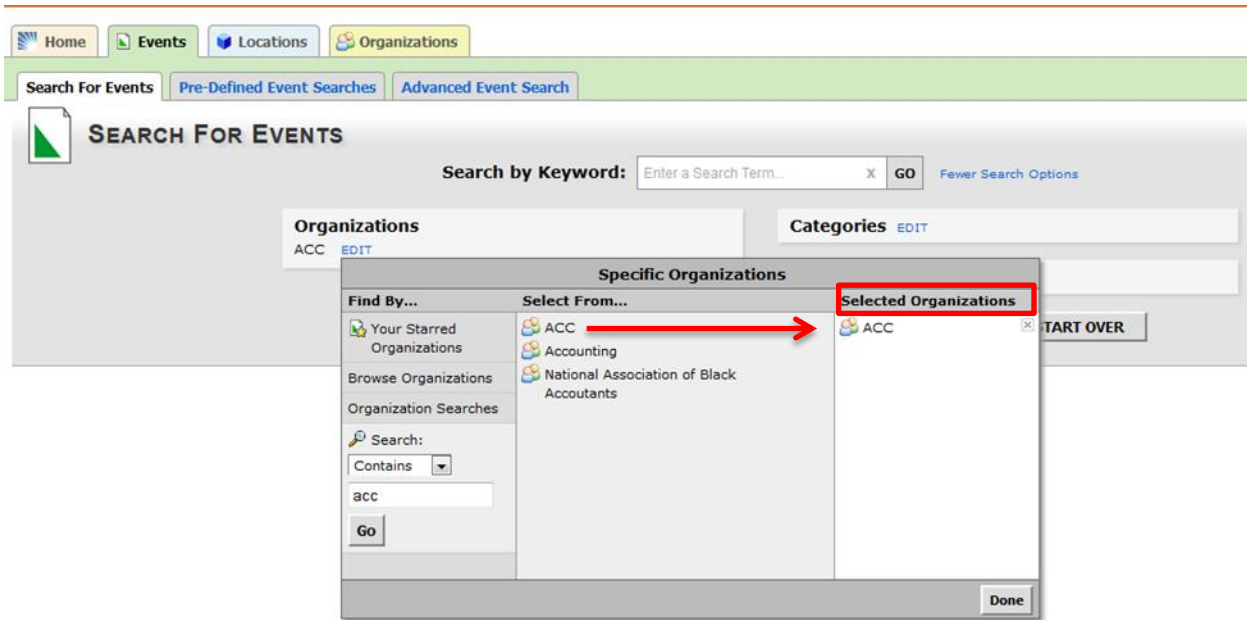 Home Events Locations Organizations
Search For Events Pre-Defined Event Searches Advanced Event Search
SEARCH FOR EVENTS
Search by Keyword: Enter a Search Term... X GO Fewer Search Options
Organizations
ACC EDIT
Categories EDIT
Specific Organizations
Find By...
Your Starred
Organizations
Browse Organizations
Organization Searches
Search:
Contains
acc
Go
Select From...
ACC
Accounting
National Association of Black
Accoutants
Selected Organizations
ACC x
TART OVER
Done